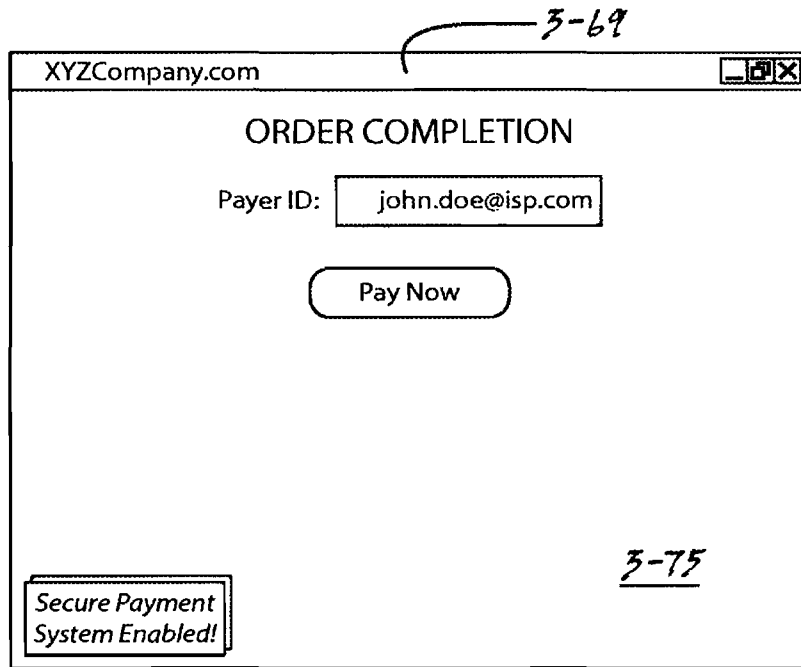 3-69
XYZCompany.com
ORDER COMPLETION
Payer ID: john.doe@isp.com
Pay Now
3-75
Secure Payment
System Enabled!